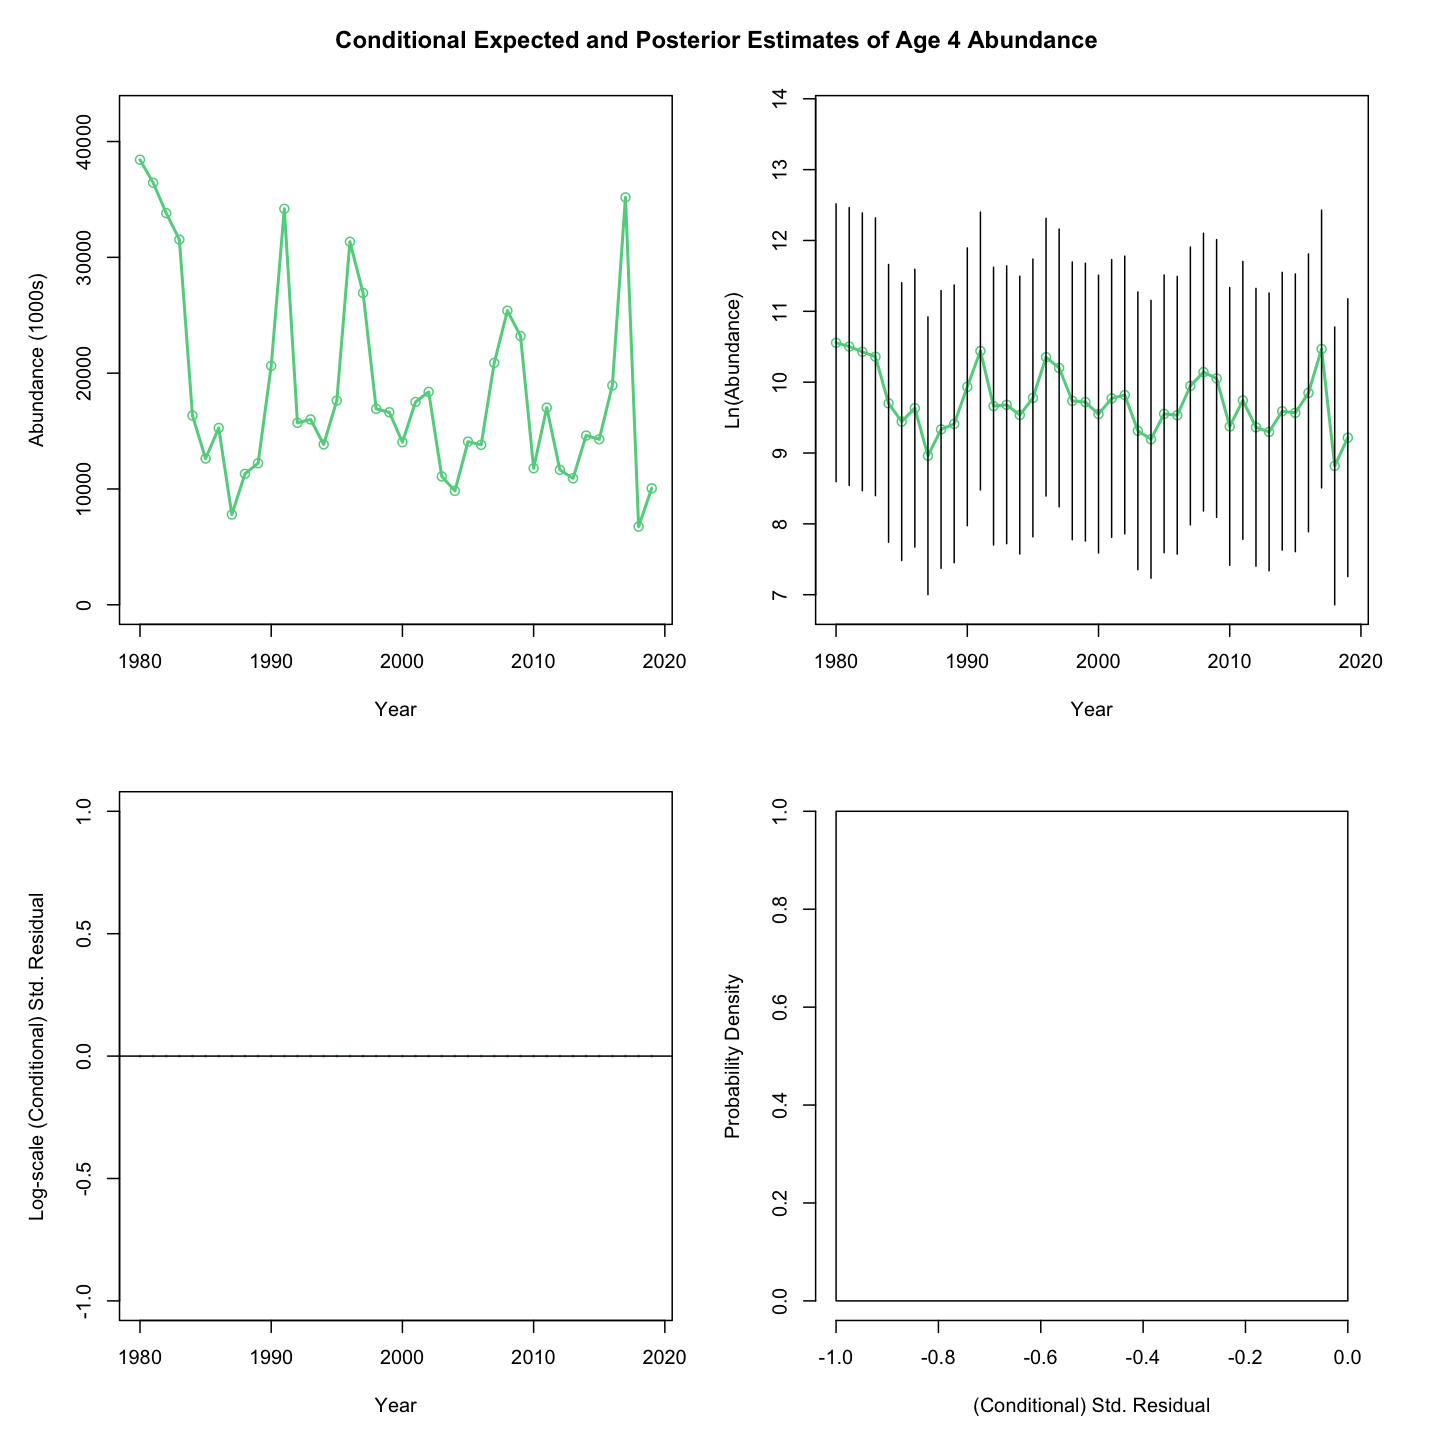 Conditional Expected and Posterior Estimates of Age 4 Abundance
Abundance (1000s)
40000
30000
20000
10000
0
1980 1990 2000 2010 2020
Year
Ln(Abundance)
14
13
12
11
10
9
8
7
1980 1990 2000 2010 2020
Year
Log-scale (Conditional) Std. Residual
1.0
0.5
0.0
-0.5
-1.0
1980 1990 2000 2010 2020
Year
Probability Density
1.0
0.8
0.6
0.4
0.2
0.0
-1.0 -0.8 -0.6 -0.4 -0.2 0.0
(Conditional) Std. Residual